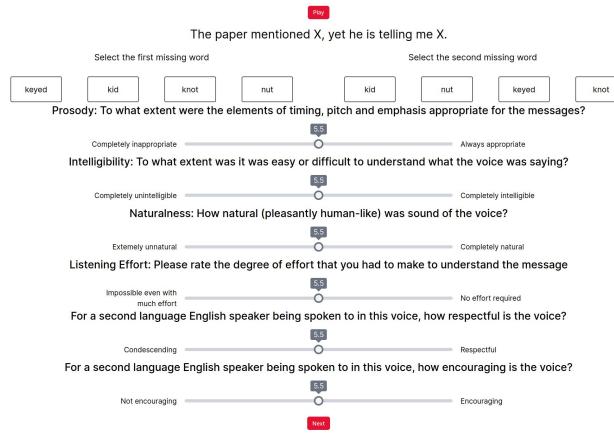 Play
The paper mentioned X, yet he is telling me X.
Select the first missing word Select the second missing word
keyed kid knot nut kid nut keyed knot
Prosody: To what extent were the elements of timing, pitch and emphasis appropriate for the messages?
5.5
Completely inappropriate Always appropriate
Intelligibility: To what extent was it was easy or difficult to understand what the voice was saying?
5.5
Completely unintelligible Completely intelligible
Naturalness: How natural (pleasantly human-like) was sound of the voice?
5.5
Extemely unnatural Completely natural
Listening Effort: Please rate the degree of effort that you had to make to understand the message
5.5
Impossible even with
much effort No effort required
For a second language English speaker being spoken to in this voice, how respectful is the voice?
5.5
Condescending Respectful
For a second language English speaker being spoken to in this voice, how encouraging is the voice?
5.5
Not encouraging Encouraging
Next